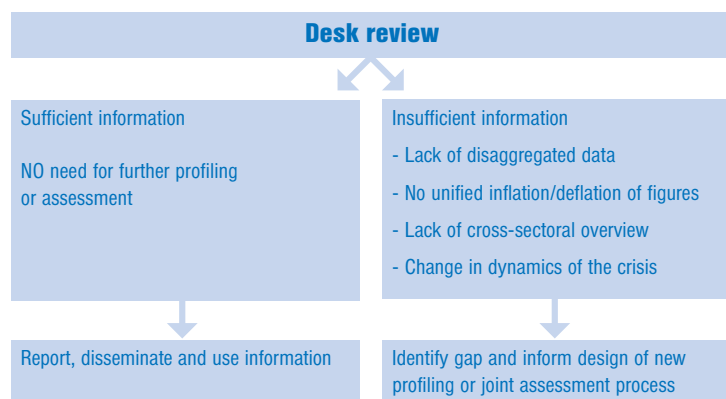 Desk review
Sufficient information
NO need for further profiling
or assessment
Insufficient information
- Lack of disaggregated data
- No unified inflation/deflation of figures
- Lack of cross-sectoral overview
- Change in dynamics of the crisis
Report, disseminate and use information
Identify gap and inform design of new
profiling or joint assessment process